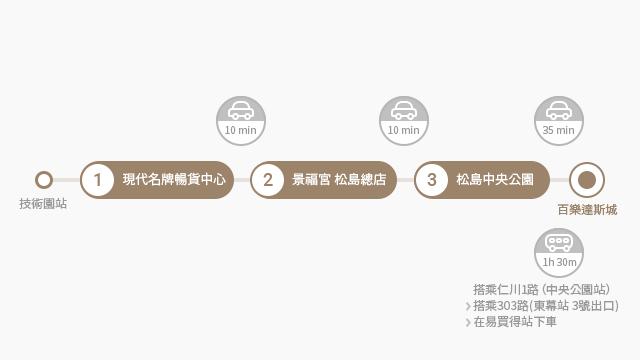 10 min
10 min
35 min
1 現代名牌暢貨中心
2 景福宮 松島總店
3 松島中央公園
技術園站
百樂達斯城
1h 30m
搭乘仁川1路 (中央公園站)
搭乘303路(東幕站 3號出口)
在易買得站下車